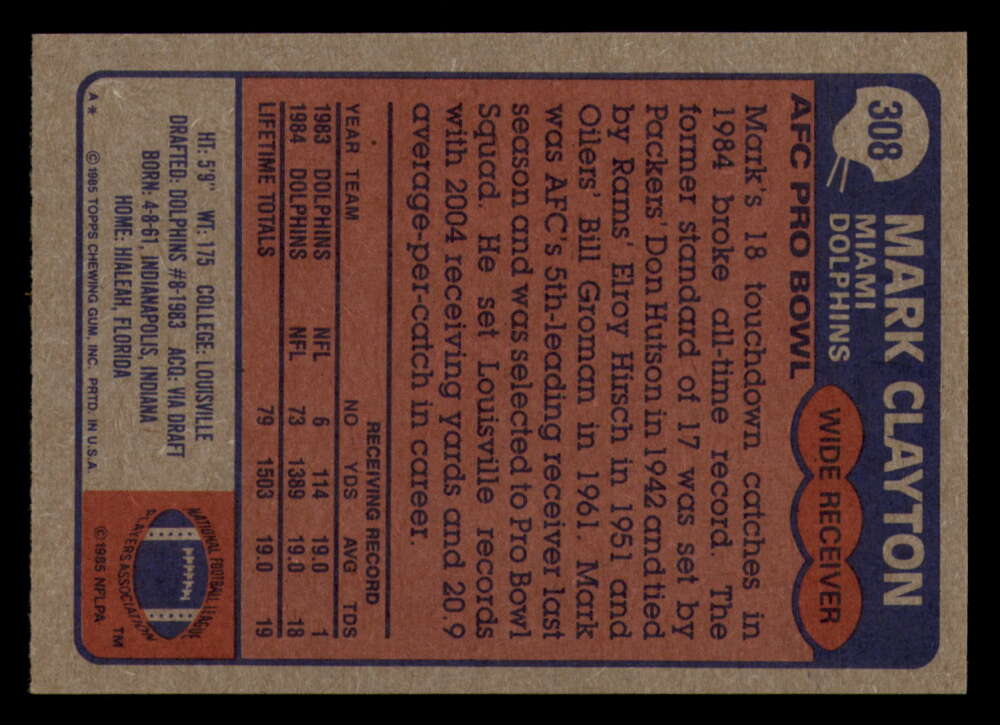 308
MARK CLAYTON
MIAMI
DOLPHINS
WIDE RECEIVER
AFC PRO BOWL
Mark's 18 touchdown catches in
1984 broke all-time record. The
former standard of 17 was set by
Packers' Don Hutson in 1942 and tied
by Rams' Elroy Hirsch in 1951 and
Oilers' Bill Groman in 1961. Mark
was AFC's 5th-leading receiver last
season and was selected to Pro Bowl
Squad. He set Louisville records
with 2004 receiving yards and 20.9
average-per-catch in career.
RECEIVING RECORD
YEAR TEAM NO YDS AVG TDS
1983 DOLPHINS NFL 6 114 19.0 1
1984 DOLPHINS NFL 73 1389 19.0 18
LIFETIME TOTALS 79 1503 19.0 19
HT: 5'9" WT: 175 COLLEGE: LOUISVILLE
DRAFTED: DOLPHINS #8-1983 ACQ: VIA DRAFT
BORN: 4-8-61, INDIANAPOLIS, INDIANA
HOME: HIALEAH, FLORIDA
A* © 1985 TOPPS CHEWING GUM, INC. PRTD. IN U.S.A
NATIONAL FOOTBALL LEAGUE
PLAYERS ASSOCIATION
TM
© 1985 NFLPA